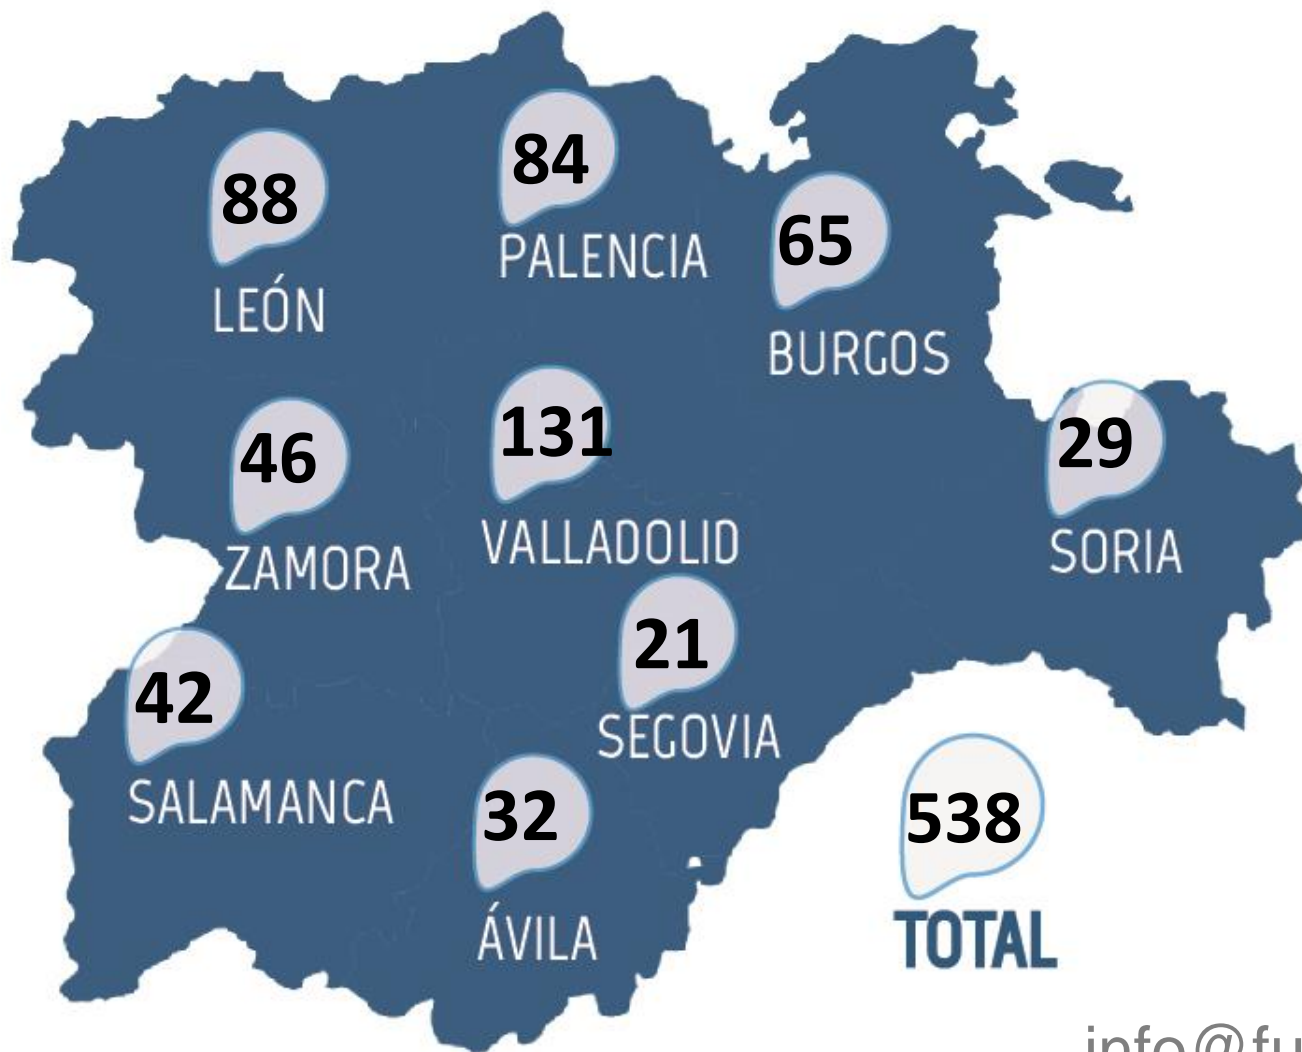 88
LEÓN
84
PALENCIA
65
BURGOS
46
ZAMORA
131
VALLADOLID
29
SORIA
42
SALAMANCA
21
SEGOVIA
32
ÁVILA
538
TOTAL